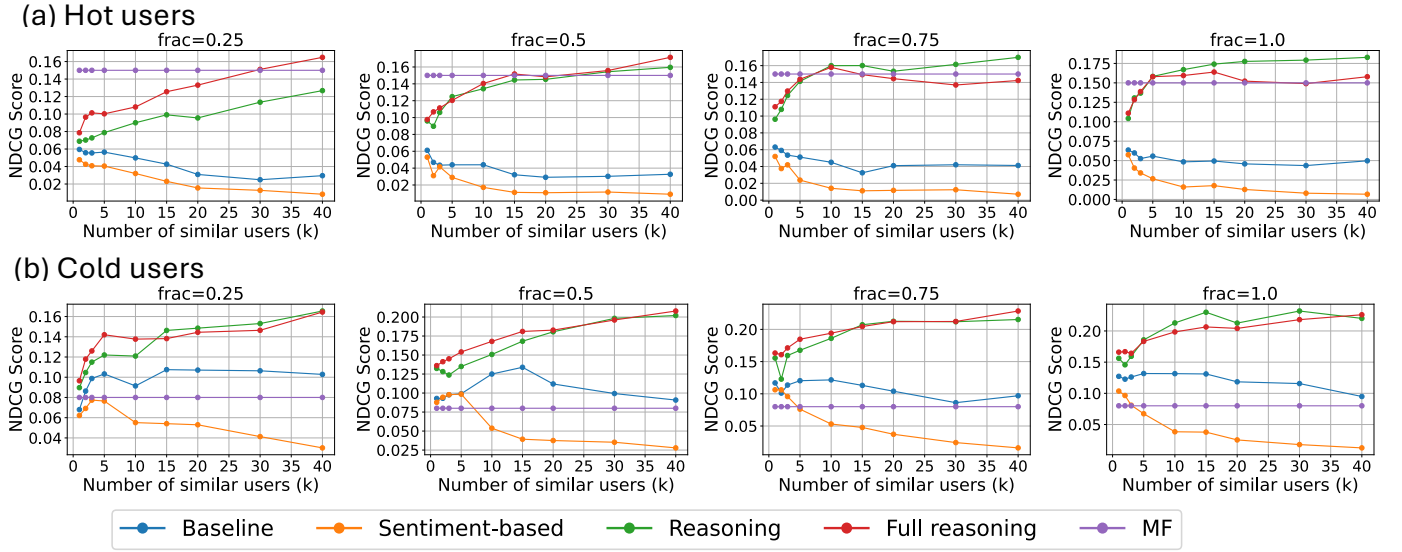 (a) Hot users
frac=0.25
frac=0.5
frac=0.75
frac=1.0
NDCG Score
0.16
0.14
0.12
0.10
0.08
0.06
0.04
0.02
0 5 10 15 20 25 30 35 40
Number of similar users (k)
NDCG Score
0.16
0.14
0.12
0.10
0.08
0.06
0.04
0.02
0 5 10 15 20 25 30 35 40
Number of similar users (k)
NDCG Score
0.16
0.14
0.12
0.10
0.08
0.06
0.04
0.02
0.00
0 5 10 15 20 25 30 35 40
Number of similar users (k)
NDCG Score
0.175
0.150
0.125
0.100
0.075
0.050
0.025
0.000
0 5 10 15 20 25 30 35 40
Number of similar users (k)
(b) Cold users
frac=0.25
frac=0.5
frac=0.75
frac=1.0
NDCG Score
0.16
0.14
0.12
0.10
0.08
0.06
0.04
0 5 10 15 20 25 30 35 40
Number of similar users (k)
NDCG Score
0.200
0.175
0.150
0.125
0.100
0.075
0.050
0.025
0 5 10 15 20 25 30 35 40
Number of similar users (k)
NDCG Score
0.20
0.15
0.10
0.05
0 5 10 15 20 25 30 35 40
Number of similar users (k)
NDCG Score
0.20
0.15
0.10
0.05
0 5 10 15 20 25 30 35 40
Number of similar users (k)
Baseline Sentiment-based Reasoning Full reasoning MF